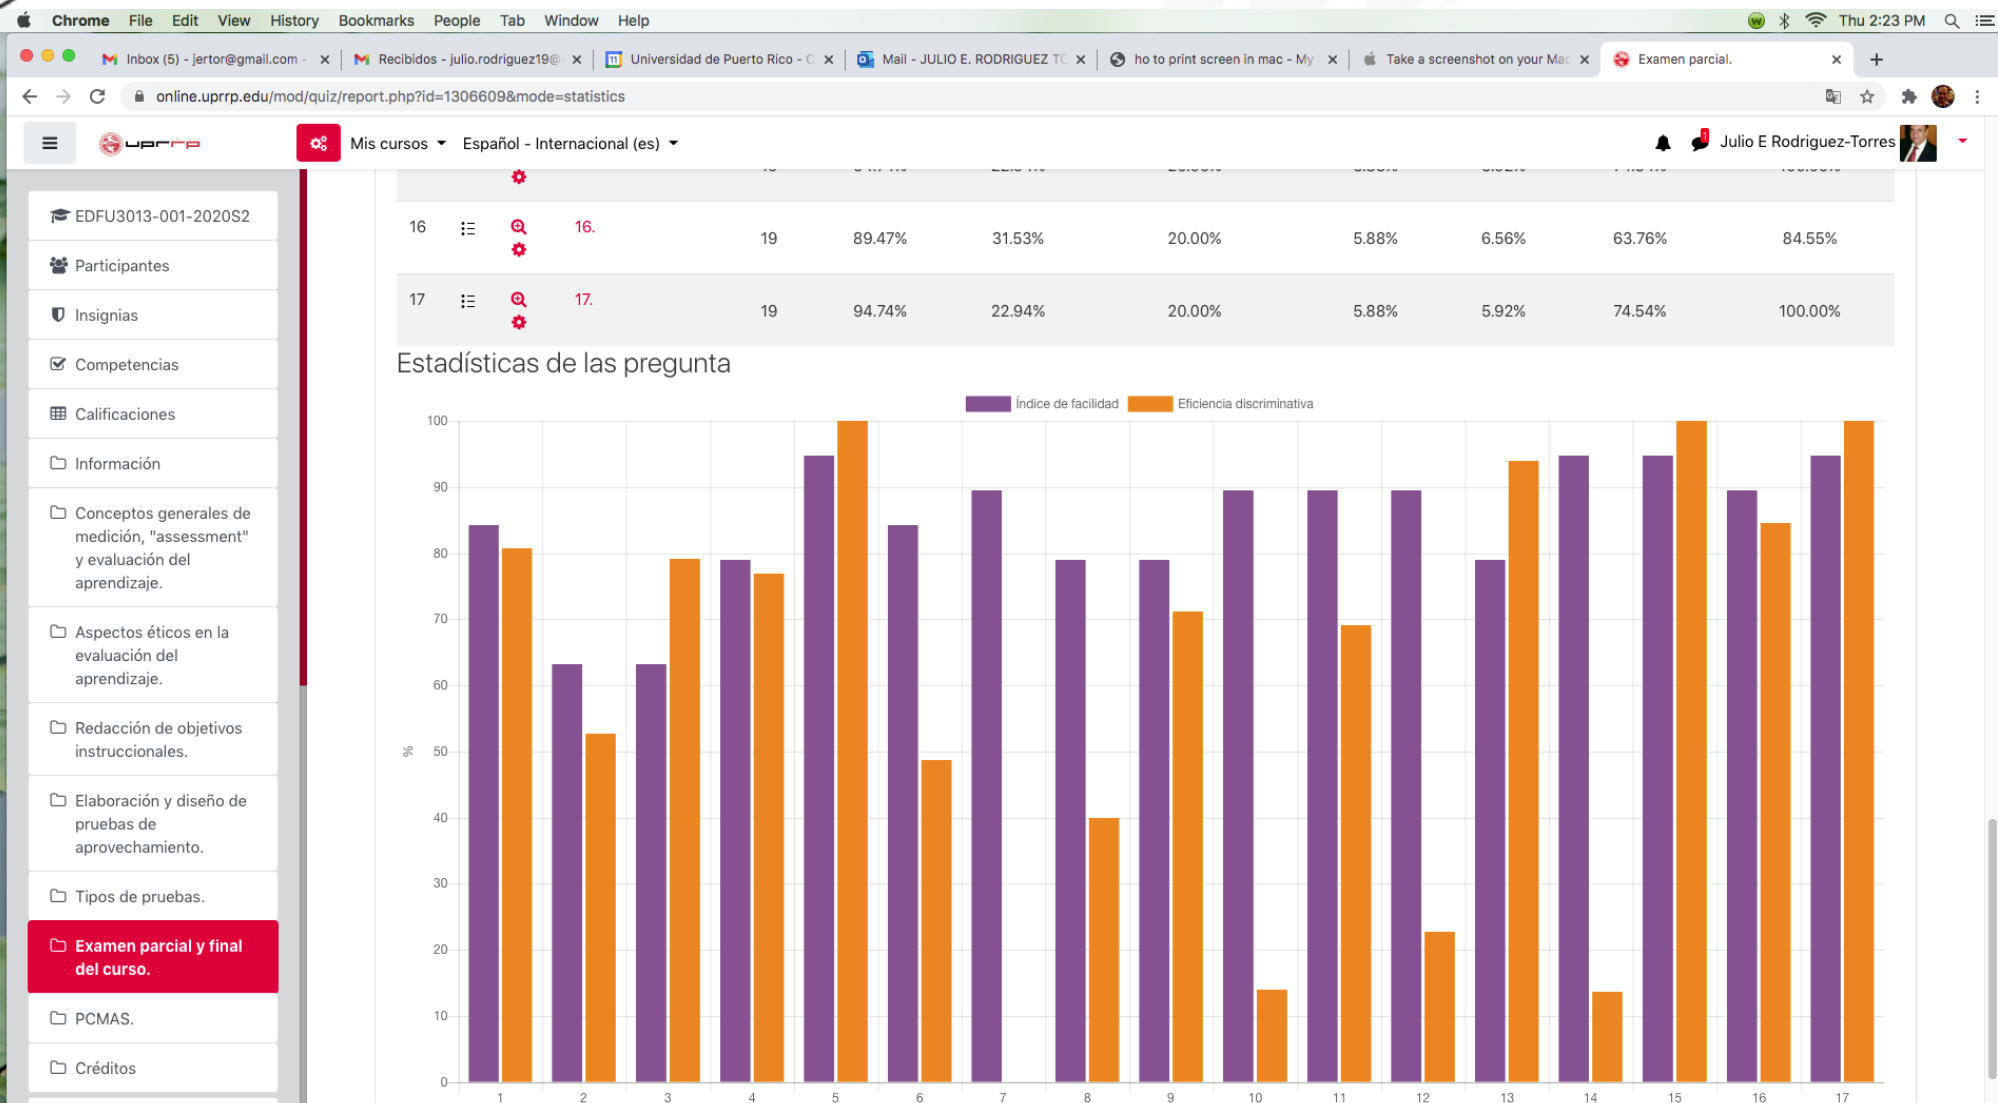 Chrome File Edit View History Bookmarks People Tab Window Help Thu 2:23 PM
Inbox (5) - jertor@gmail.com - Recibidos - julio.rodriguez19@ Universidad de Puerto Rico - C Mail - JULIO E. RODRIGUEZ TO ho to print screen in mac - My Take a screenshot on your Mac Examen parcial.
online.uprrp.edu/mod/quiz/report.php?id=1306609&mode=statistics
uprrp Mis cursos Español - Internacional (es) 1 Julio E Rodriguez-Torres
EDFU3013-001-2020S2
Participantes
Insignias
Competencias
Calificaciones
Información
Conceptos generales de
medición, "assessment"
y evaluación del
aprendizaje.
Aspectos éticos en la
evaluación del
aprendizaje.
Redacción de objetivos
instruccionales.
Elaboración y diseño de
pruebas de
aprovechamiento.
Tipos de pruebas.
Examen parcial y final
del curso.
PCMAS.
Créditos
16 16. 19 89.47% 31.53% 20.00% 5.88% 6.56% 63.76% 84.55%
17 17. 19 94.74% 22.94% 20.00% 5.88% 5.92% 74.54% 100.00%
Estadísticas de las pregunta
Índice de facilidad Eficiencia discriminativa
100
90
80
70
60
50
40
30
20
10
0
%
1 2 3 4 5 6 7 8 9 10 11 12 13 14 15 16 17